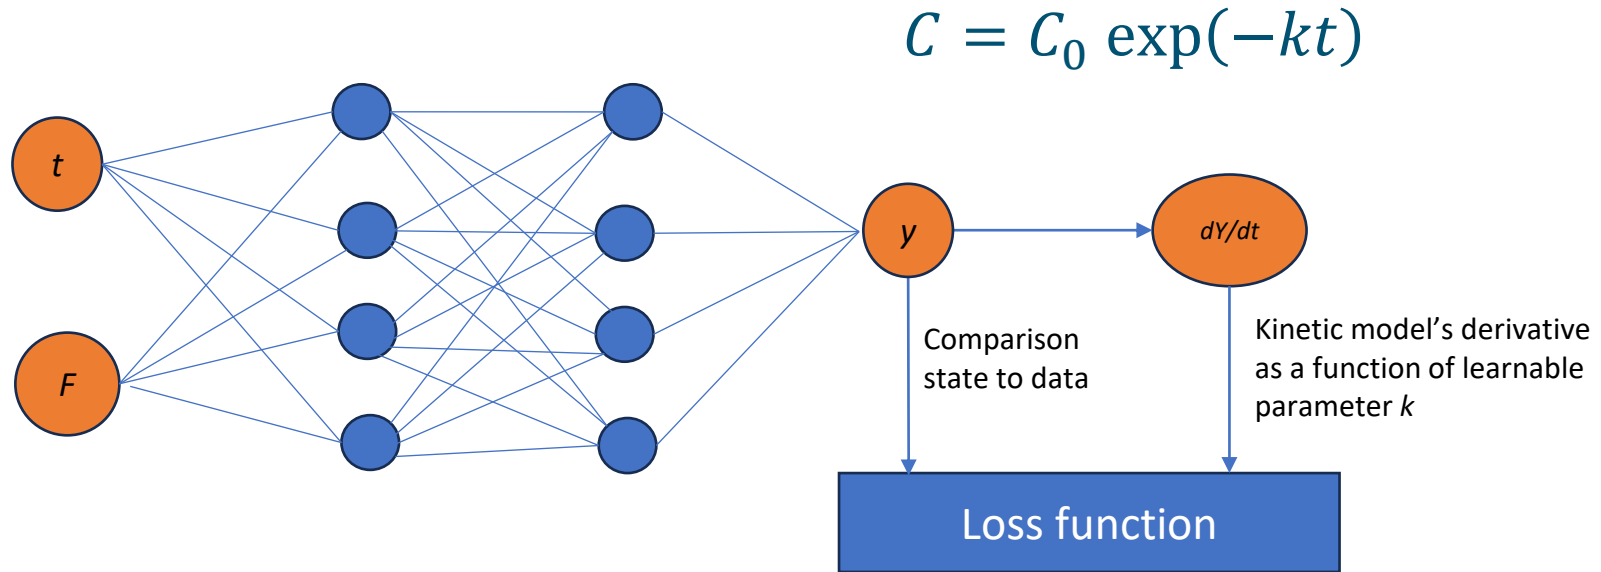 C = C₀ exp(−kt)
t
F
y
dY/dt
Comparison
state to data
Kinetic model's derivative
as a function of learnable
parameter k
Loss function